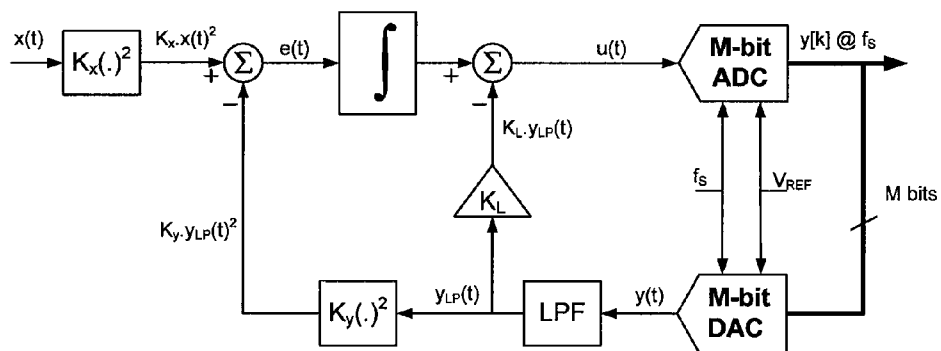 x(t)
Kx(.)²
Kx.x(t)²
+
Σ
−
e(t)
∫
+
Σ
−
u(t)
M-bit
ADC
y[k] @ fS
KL.yLP(t)
fS
VREF
M bits
KL
Ky.yLP(t)²
Ky(.)²
yLP(t)
LPF
y(t)
M-bit
DAC